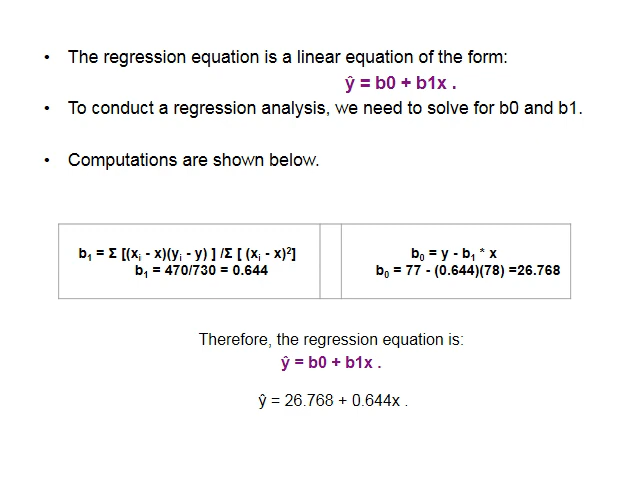 • The regression equation is a linear equation of the form:
ŷ = b0 + b1x .
• To conduct a regression analysis, we need to solve for b0 and b1.
• Computations are shown below.
b₁ = Σ [(xᵢ - x)(yᵢ - y) ] /Σ [ (xᵢ - x)²]
b₁ = 470/730 = 0.644
b₀ = y - b₁ * x
b₀ = 77 - (0.644)(78) =26.768
Therefore, the regression equation is:
ŷ = b0 + b1x .
ŷ = 26.768 + 0.644x .